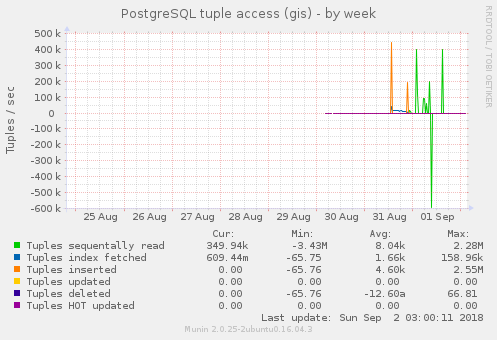 PostgreSQL tuple access (gis) - by week
RRDTOOL / TOBI OETIKER
Tuples / sec
500 k
400 k
300 k
200 k
100 k
0
-100 k
-200 k
-300 k
-400 k
-500 k
-600 k
25 Aug 26 Aug 27 Aug 28 Aug 29 Aug 30 Aug 31 Aug 01 Sep
Cur: Min: Avg: Max:
Tuples sequentally read 349.94k -3.43M 8.04k 2.28M
Tuples index fetched 609.44m -65.75 1.66k 158.96k
Tuples inserted 0.00 -65.76 4.60k 2.55M
Tuples updated 0.00 0.00 0.00 0.00
Tuples deleted 0.00 -65.76 -12.60a 66.81
Tuples HOT updated 0.00 0.00 0.00 0.00
Last update: Sun Sep 2 03:00:11 2018
Munin 2.0.25-2ubuntu0.16.04.3